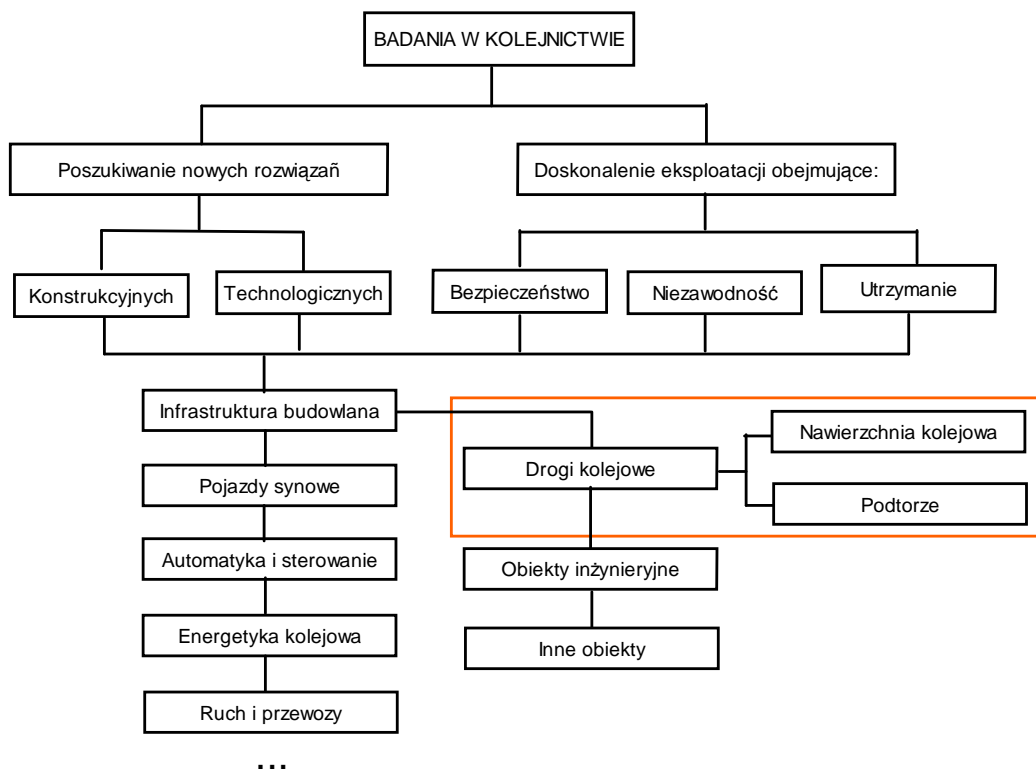 BADANIA W KOLEJNICTWIE
Poszukiwanie nowych rozwiązañ
Doskonalenie eksploatacji obejmujące:
Konstrukcyjnych
Technologicznych
Bezpieczeństwo
Niezawodność
Utrzymanie
Infrastruktura budowlana
Nawierzchnia kolejowa
Drogi kolejowe
Pojazdy synowe
Podtorze
Automatyka i sterowanie
Obiekty inżynieryjne
Energetyka kolejowa
Inne obiekty
Ruch i przewozy
...